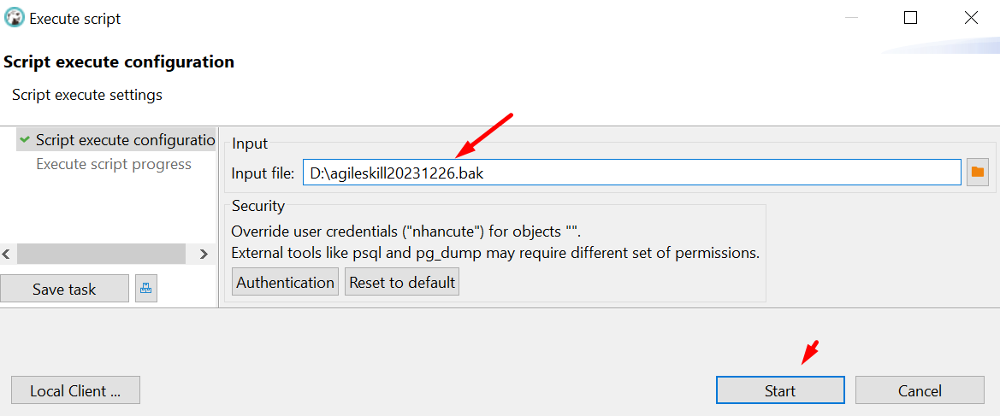 Execute script
Script execute configuration
Script execute settings
Script execute configuratio
Execute script progress
Save task
Input
Input file: D:\agileskill20231226.bak
Security
Override user credentials ("nhancute") for objects "".
External tools like psql and pg_dump may require different set of permissions.
Authentication Reset to default
Local Client ... Start Cancel